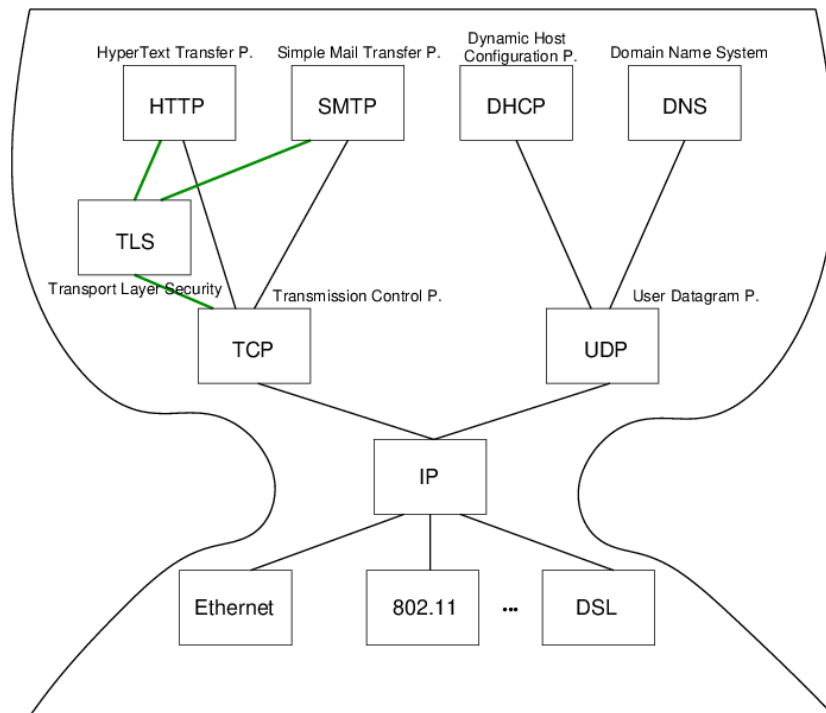 HyperText Transfer P.
Simple Mail Transfer P.
Dynamic Host
Configuration P.
Domain Name System
HTTP
SMTP
DHCP
DNS
TLS
Transport Layer Security
Transmission Control P.
User Datagram P.
TCP
UDP
IP
Ethernet
802.11
...
DSL